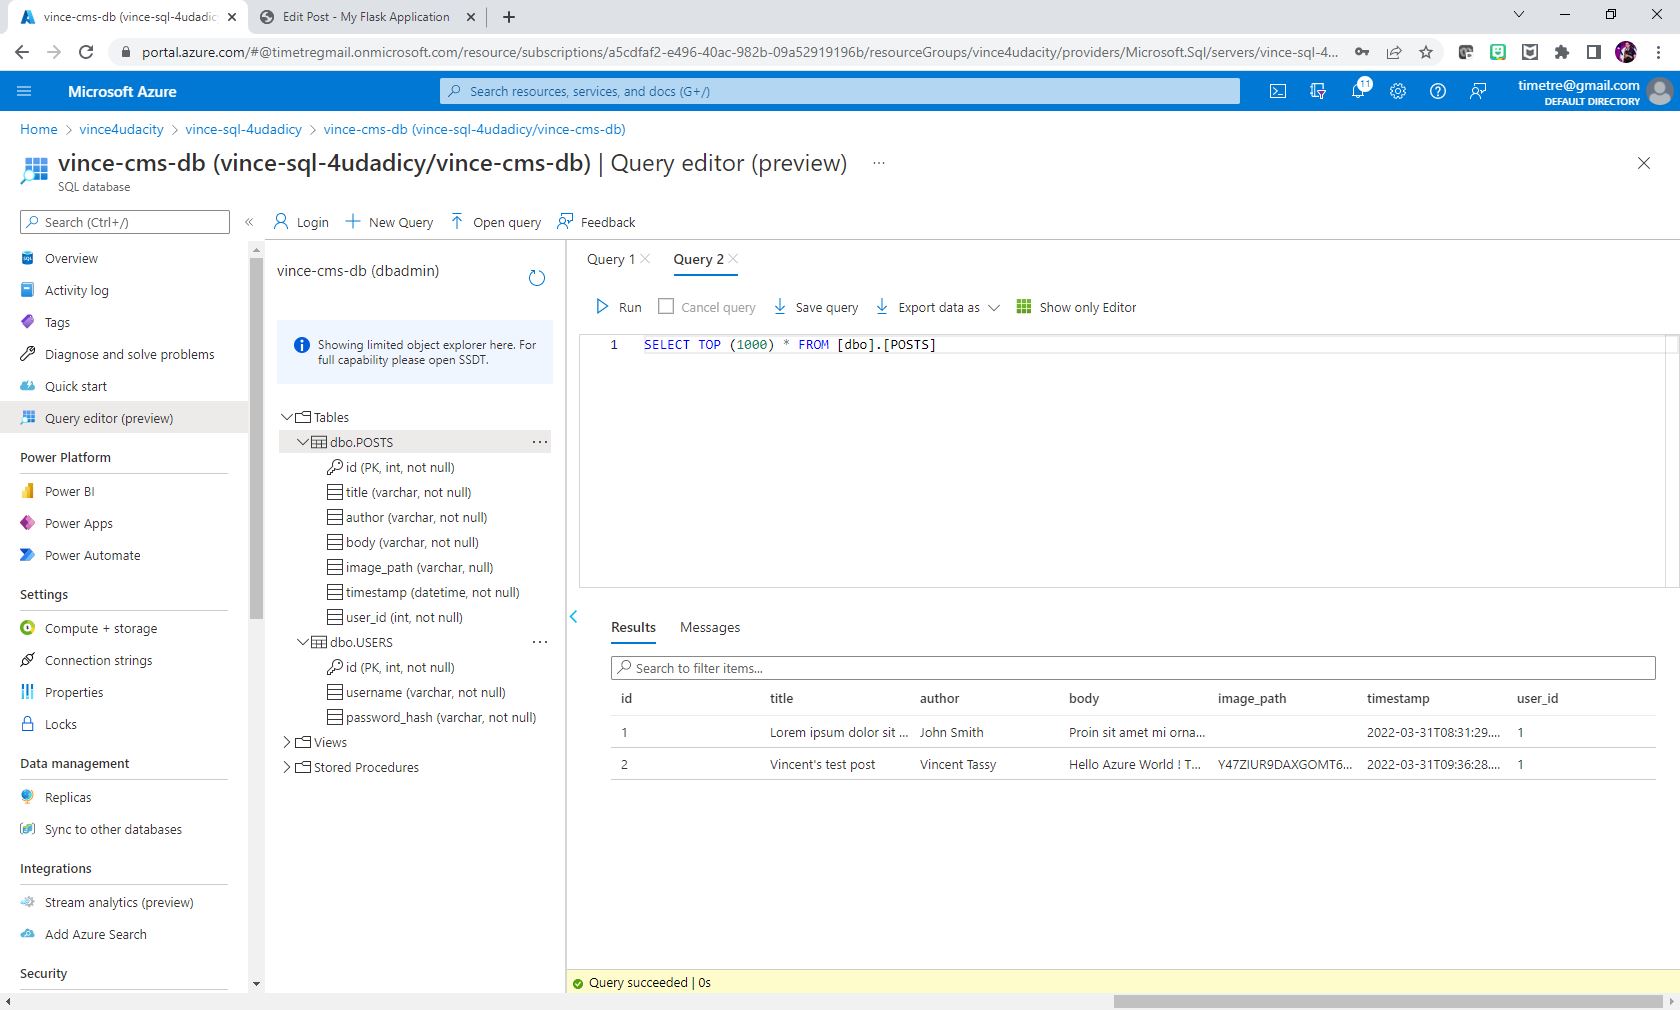 vince-cms-db (vince-sql-4udadic
Edit Post - My Flask Application
portal.azure.com/#@timetregmail.onmicrosoft.com/resource/subscriptions/a5cdfaf2-e496-40ac-982b-09a52919196b/resourceGroups/vince4udacity/providers/Microsoft.Sql/servers/vince-sql-4...
Microsoft Azure
Search resources, services, and docs (G+/)
11
timetre@gmail.com
DEFAULT DIRECTORY
Home > vince4udacity > vince-sql-4udadicy > vince-cms-db (vince-sql-4udadicy/vince-cms-db)
vince-cms-db (vince-sql-4udadicy/vince-cms-db) | Query editor (preview) ...
SQL database
Search (Ctrl+/)
«
Login
New Query
Open query
Feedback
Overview
Activity log
Tags
Diagnose and solve problems
Quick start
Query editor (preview)
Power Platform
Power BI
Power Apps
Power Automate
Settings
Compute + storage
Connection strings
Properties
Locks
Data management
Replicas
Sync to other databases
Integrations
Stream analytics (preview)
Add Azure Search
Security
vince-cms-db (dbadmin)
Showing limited object explorer here. For
full capability please open SSDT.
Tables
dbo.POSTS ...
id (PK, int, not null)
title (varchar, not null)
author (varchar, not null)
body (varchar, not null)
image_path (varchar, null)
timestamp (datetime, not null)
user_id (int, not null)
dbo.USERS ...
id (PK, int, not null)
username (varchar, not null)
password_hash (varchar, not null)
Views
Stored Procedures
Query 1
Query 2
Run
Cancel query
Save query
Export data as
Show only Editor
1 SELECT TOP (1000) * FROM [dbo].[POSTS]
Results
Messages
Search to filter items...
id title author body image_path timestamp user_id
1 Lorem ipsum dolor sit ... John Smith Proin sit amet mi orna... 2022-03-31T08:31:29.... 1
2 Vincent's test post Vincent Tassy Hello Azure World ! T... Y47ZIUR9DAXGOMT6... 2022-03-31T09:36:28.... 1
Query succeeded | 0s